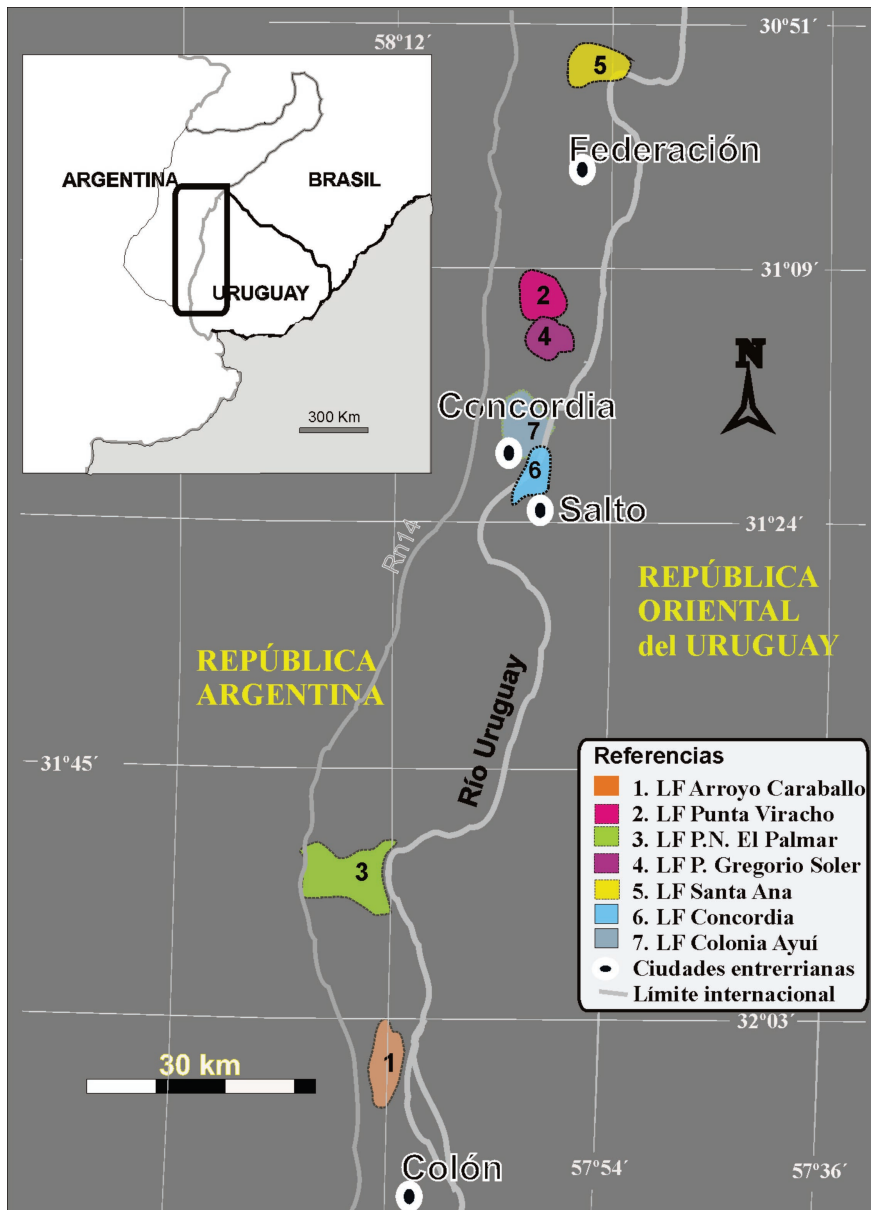 58º12´
30º51´
5
Federación
ARGENTINA
BRASIL
URUGUAY
300 Km
31º09´
2
4
N
Concordia
7
6
Salto
31º24´
Rn14
REPÚBLICA
ORIENTAL
del URUGUAY
REPÚBLICA
ARGENTINA
Río Uruguay
31º45´
Referencias
1. LF Arroyo Caraballo
2. LF Punta Viracho
3. LF P.N. El Palmar
4. LF P. Gregorio Soler
5. LF Santa Ana
6. LF Concordia
7. LF Colonia Ayuí
Ciudades entrerrianas
Límite internacional
3
32º03´
30 km
1
Colón
57º54´
57º36´